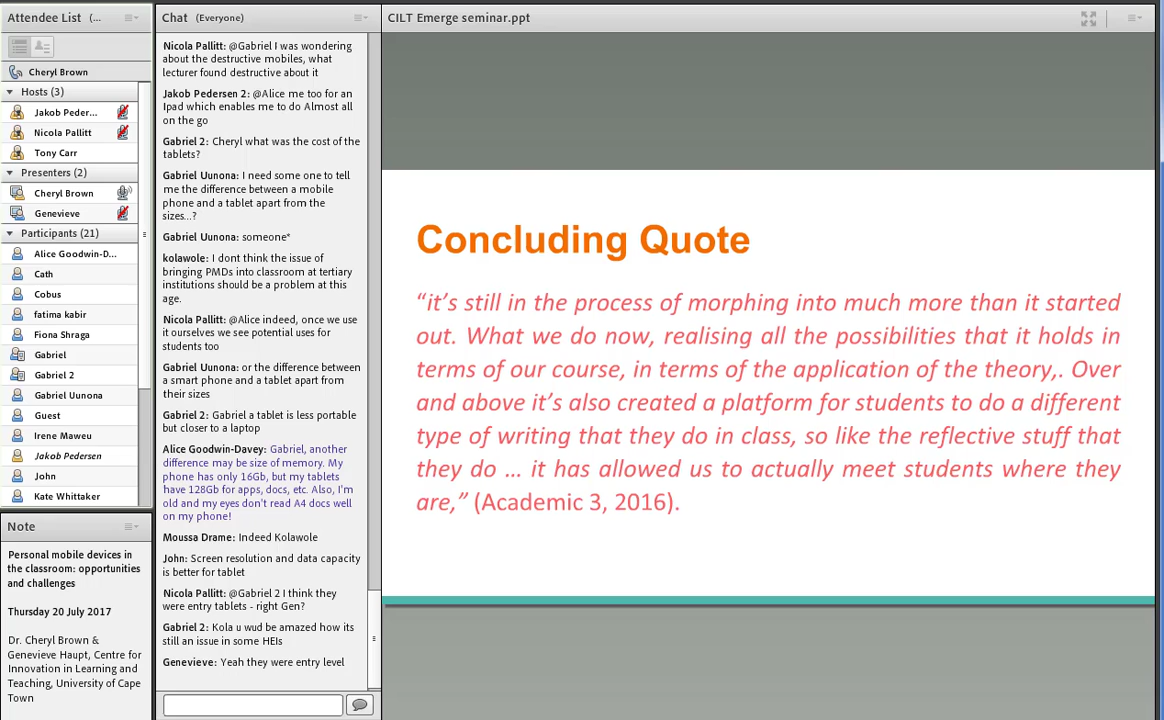 Attendee List (...
Cheryl Brown
Hosts (3)
Jakob Peder...
Nicola Pallitt
Tony Carr
Presenters (2)
Cheryl Brown
Genevieve
Participants (21)
Alice Goodwin-D...
Cath
Cobus
fatima kabir
Fiona Shraga
Gabriel
Gabriel 2
Gabriel Uunona
Guest
Irene Maweu
Jakob Pedersen
John
Kate Whittaker
Note
Personal mobile devices in
the classroom: opportunities
and challenges
Thursday 20 July 2017
Dr. Cheryl Brown &
Genevieve Haupt, Centre for
Innovation in Learning and
Teaching, University of Cape
Town
Chat (Everyone)
Nicola Pallitt: @Gabriel I was wondering
about the destructive mobiles, what
lecturer found destructive about it
Jakob Pedersen 2: @Alice me too for an
Ipad which enables me to do Almost all
on the go
Gabriel 2: Cheryl what was the cost of the
tablets?
Gabriel Uunona: I need some one to tell
me the difference between a mobile
phone and a tablet apart from the
sizes...?
Gabriel Uunona: someone*
kolawole: I dont think the issue of
bringing PMDs into classroom at tertiary
institutions should be a problem at this
age.
Nicola Pallitt: @Alice indeed, once we use
it ourselves we see potential uses for
students too
Gabriel Uunona: or the difference between
a smart phone and a tablet apart from
their sizes
Gabriel 2: Gabriel a tablet is less portable
but closer to a laptop
Alice Goodwin-Davey: Gabriel, another
difference may be size of memory. My
phone has only 16Gb, but my tablets
have 128Gb for apps, docs, etc. Also, I'm
old and my eyes don't read A4 docs well
on my phone!
Moussa Drame: Indeed Kolawole
John: Screen resolution and data capacity
is better for tablet
Nicola Pallitt: @Gabriel 2 I think they
were entry tablets - right Gen?
Gabriel 2: Kola u wud be amazed how its
still an issue in some HEIs
Genevieve: Yeah they were entry level
CILT Emerge seminar.ppt
Concluding Quote
“it’s still in the process of morphing into much more than it started
out. What we do now, realising all the possibilities that it holds in
terms of our course, in terms of the application of the theory,. Over
and above it’s also created a platform for students to do a different
type of writing that they do in class, so like the reflective stuff that
they do ... it has allowed us to actually meet students where they
are,” (Academic 3, 2016).